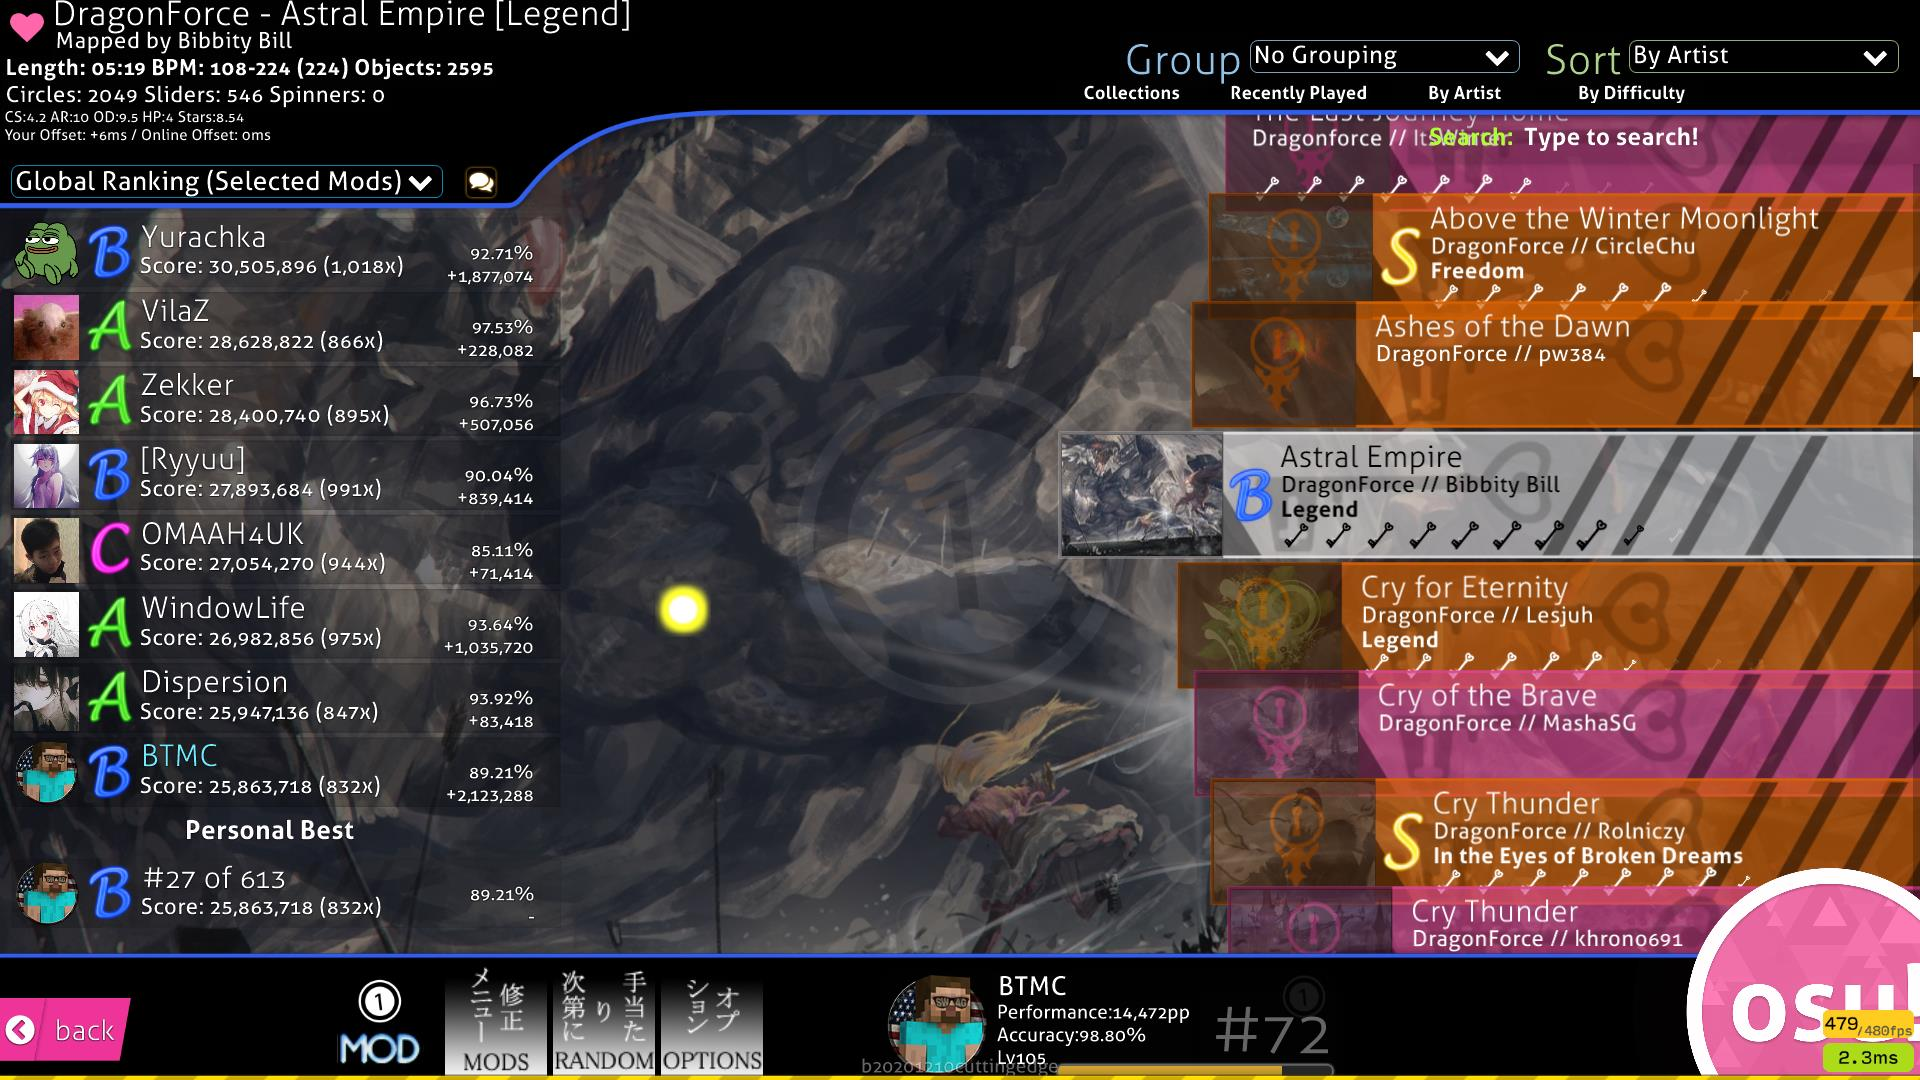 DragonForce - Astral Empire [Legend]
Mapped by Bibbity Bill
Length: 05:19 BPM: 108-224 (224) Objects: 2595
Circles: 2049 Sliders: 546 Spinners: 0
CS:4.2 AR:10 OD:9.5 HP:4 Stars:8.54
Your Offset: +6ms / Online Offset: 0ms
Group No Grouping
Sort By Artist
Collections Recently Played By Artist By Difficulty
Global Ranking (Selected Mods)
B Yurachka
Score: 30,505,896 (1,018x)
92.71%
+1,877,074
A VilaZ
Score: 28,628,822 (866x)
97.53%
+228,082
A Zekker
Score: 28,400,740 (895x)
96.73%
+507,056
B [Ryyuu]
Score: 27,893,684 (991x)
90.04%
+839,414
C OMAAH4UK
Score: 27,054,270 (944x)
85.11%
+71,414
A WindowLife
Score: 26,982,856 (975x)
93.64%
+1,035,720
A Dispersion
Score: 25,947,136 (847x)
93.92%
+83,418
B BTMC
Score: 25,863,718 (832x)
89.21%
+2,123,288
Personal Best
B #27 of 613
Score: 25,863,718 (832x)
89.21%
-
The Last Journey Home
Dragonforce //
Search: Type to search!
Above the Winter Moonlight
S DragonForce // CircleChu
Freedom
Ashes of the Dawn
DragonForce // pw384
Astral Empire
B DragonForce // Bibbity Bill
Legend
Cry for Eternity
DragonForce // Lesjuh
Legend
Cry of the Brave
DragonForce // MashaSG
Cry Thunder
S DragonForce // Rolniczy
In the Eyes of Broken Dreams
Cry Thunder
DragonForce // khrono691
back
1
MOD
修正
メニュー
MODS
手当た
り
次第に
RANDOM
オプ
ション
OPTIONS
SWAG
BTMC
Performance:14,472pp
Accuracy:98.80%
Lv105
#72
1
b20201210cuttingedge
osu!
479/480fps
2.3ms